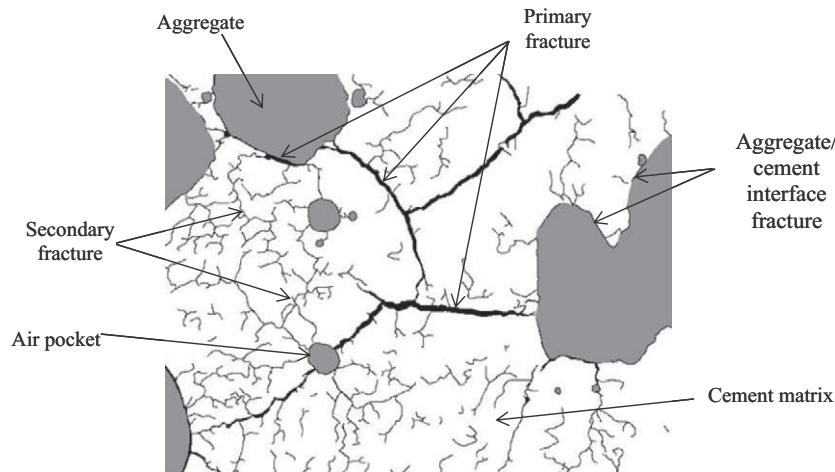 Aggregate
Primary
fracture
Aggregate/
cement
interface
fracture
Secondary
fracture
Air pocket
Cement matrix